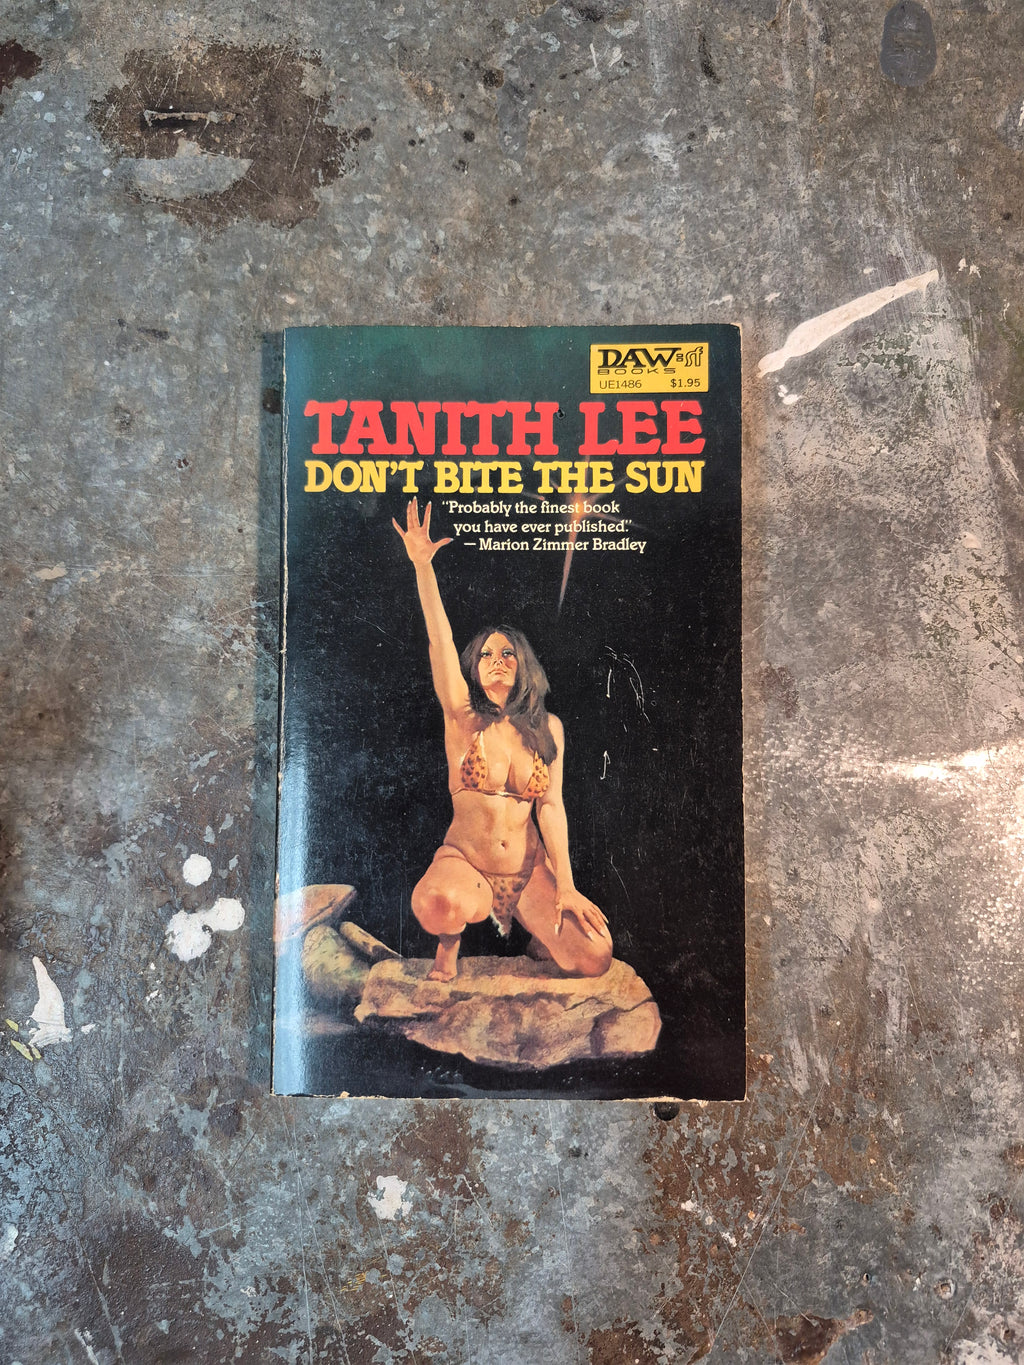 DAW sf
BOOKS
UE1486 $1.95
TANITH LEE
DON'T BITE THE SUN
"Probably the finest book
you have ever published."
— Marion Zimmer Bradley